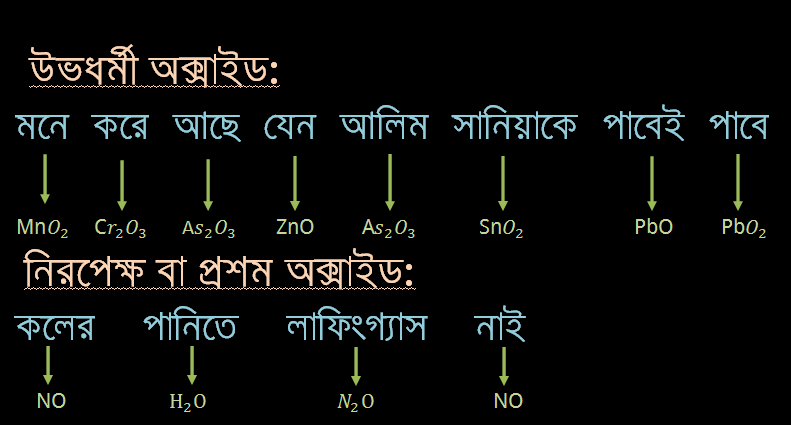 উভধর্মী অক্সাইড:
মনে করে আছে যেন আলিম সানিয়াকে পাবেই পাবে
MnO₂ Cr₂O₃ As₂O₃ ZnO As₂O₃ SnO₂ PbO PbO₂
নিরপেক্ষ বা প্রশম অক্সাইড:
কলের পানিতে লাফিংগ্যাস নাই
NO H₂O N₂O NO